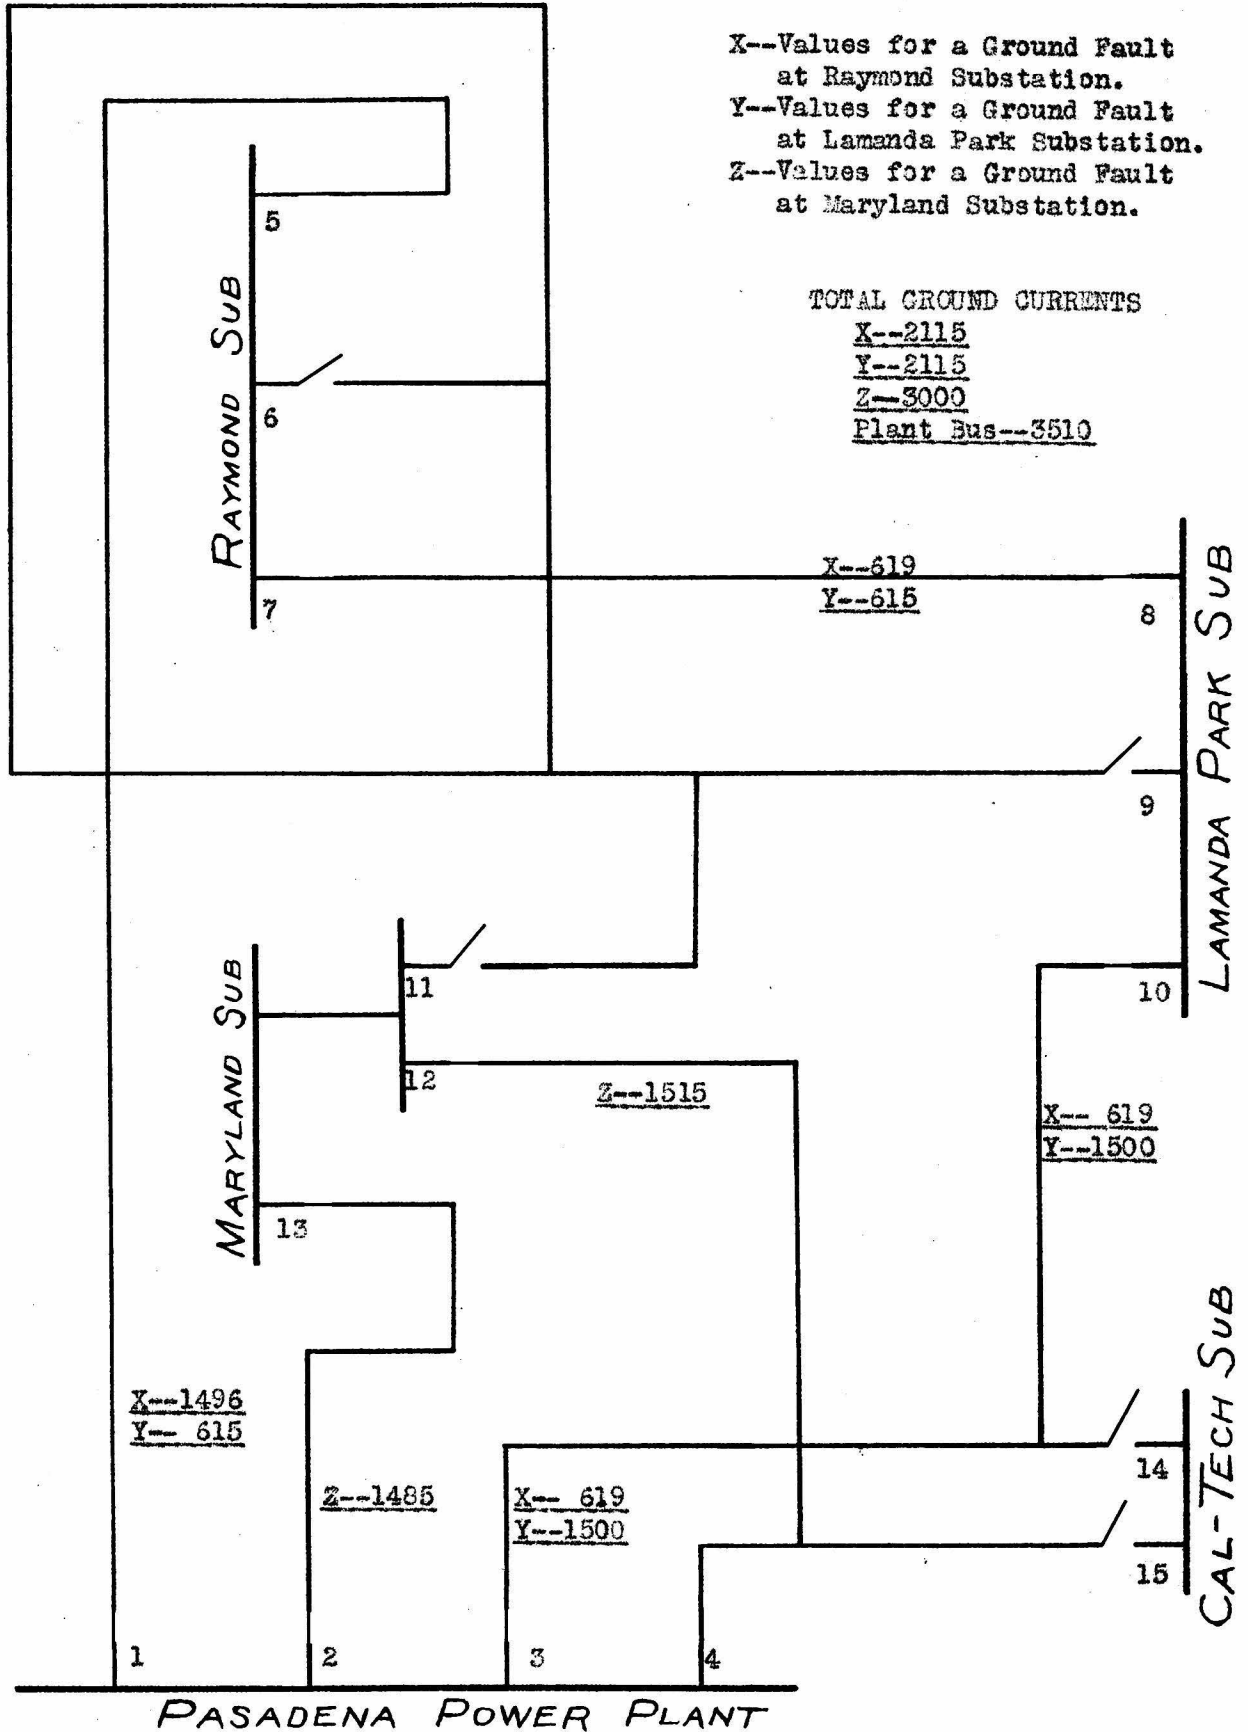 X--Values for a Ground Fault
at Raymond Substation.
Y--Values for a Ground Fault
at Lamanda Park Substation.
Z--Values for a Ground Fault
at Maryland Substation.
TOTAL GROUND CURRENTS
X--2115
Y--2115
Z--3000
Plant Bus--3510
5
RAYMOND SUB
6
7
X--619
Y--615
8
LAMANDA PARK SUB
9
10
MARYLAND SUB
11
12
Z--1515
X-- 619
Y--1500
13
X--1496
Y-- 615
Z--1485
X-- 619
Y--1500
14
15
CAL-TECH SUB
1
2
3
4
PASADENA POWER PLANT